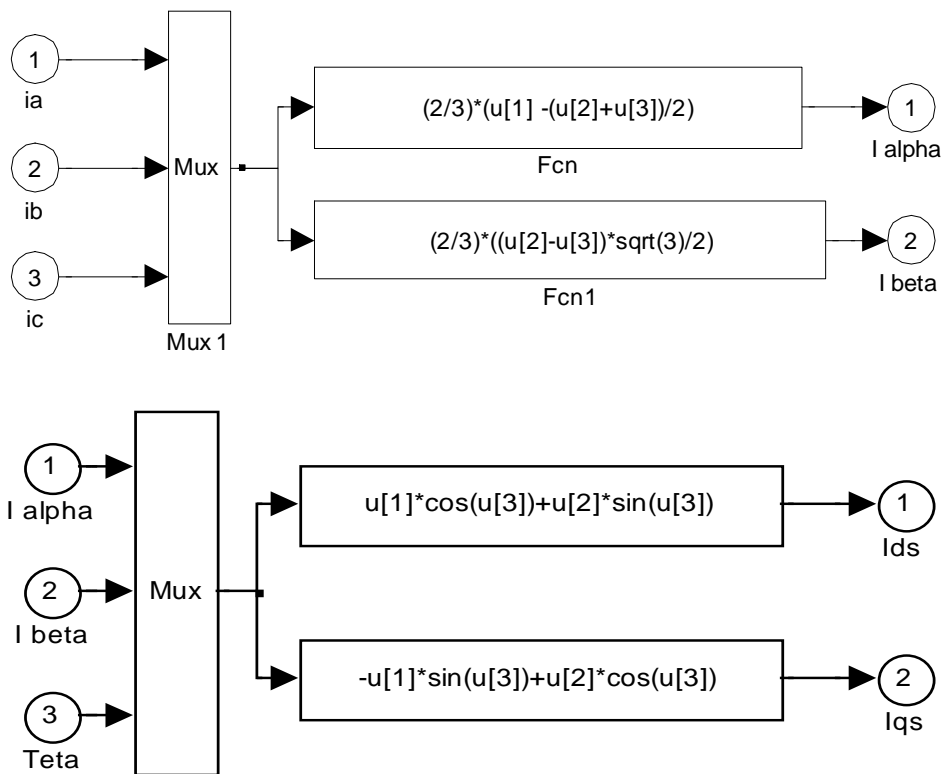 1
ia
2
ib
3
ic
Mux
Mux 1
(2/3)*(u[1] -(u[2]+u[3])/2)
Fcn
(2/3)*((u[2]-u[3])*sqrt(3)/2)
Fcn1
1
I alpha
2
I beta
1
I alpha
2
I beta
3
Teta
Mux
u[1]*cos(u[3])+u[2]*sin(u[3])
-u[1]*sin(u[3])+u[2]*cos(u[3])
1
Ids
2
Iqs